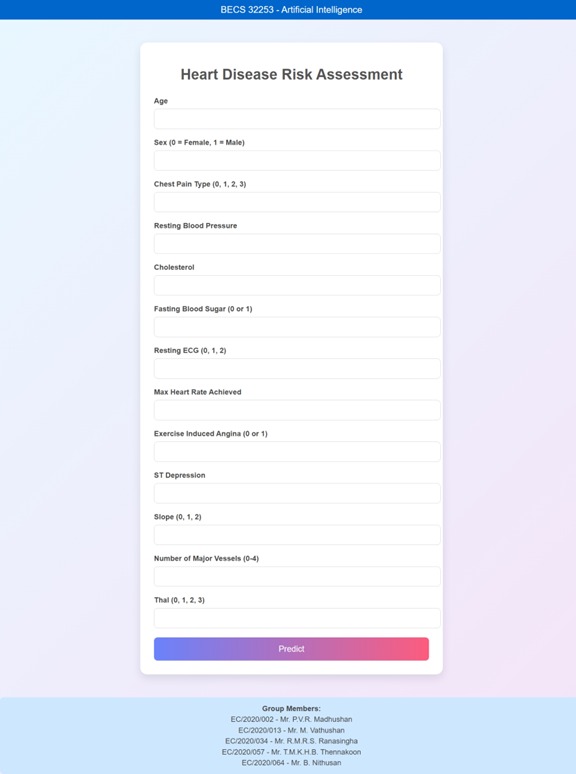 BECS 32253 - Artificial Intelligence
Heart Disease Risk Assessment
Age
Sex (0 = Female, 1 = Male)
Chest Pain Type (0, 1, 2, 3)
Resting Blood Pressure
Cholesterol
Fasting Blood Sugar (0 or 1)
Resting ECG (0, 1, 2)
Max Heart Rate Achieved
Exercise Induced Angina (0 or 1)
ST Depression
Slope (0, 1, 2)
Number of Major Vessels (0-4)
Thal (0, 1, 2, 3)
Predict
Group Members:
EC/2020/002 - Mr. P.V.R. Madhushan
EC/2020/013 - Mr. M. Vathushan
EC/2020/034 - Mr. R.M.R.S. Ranasingha
EC/2020/057 - Mr. T.M.K.H.B. Thennakoon
EC/2020/064 - Mr. B. Nithusan